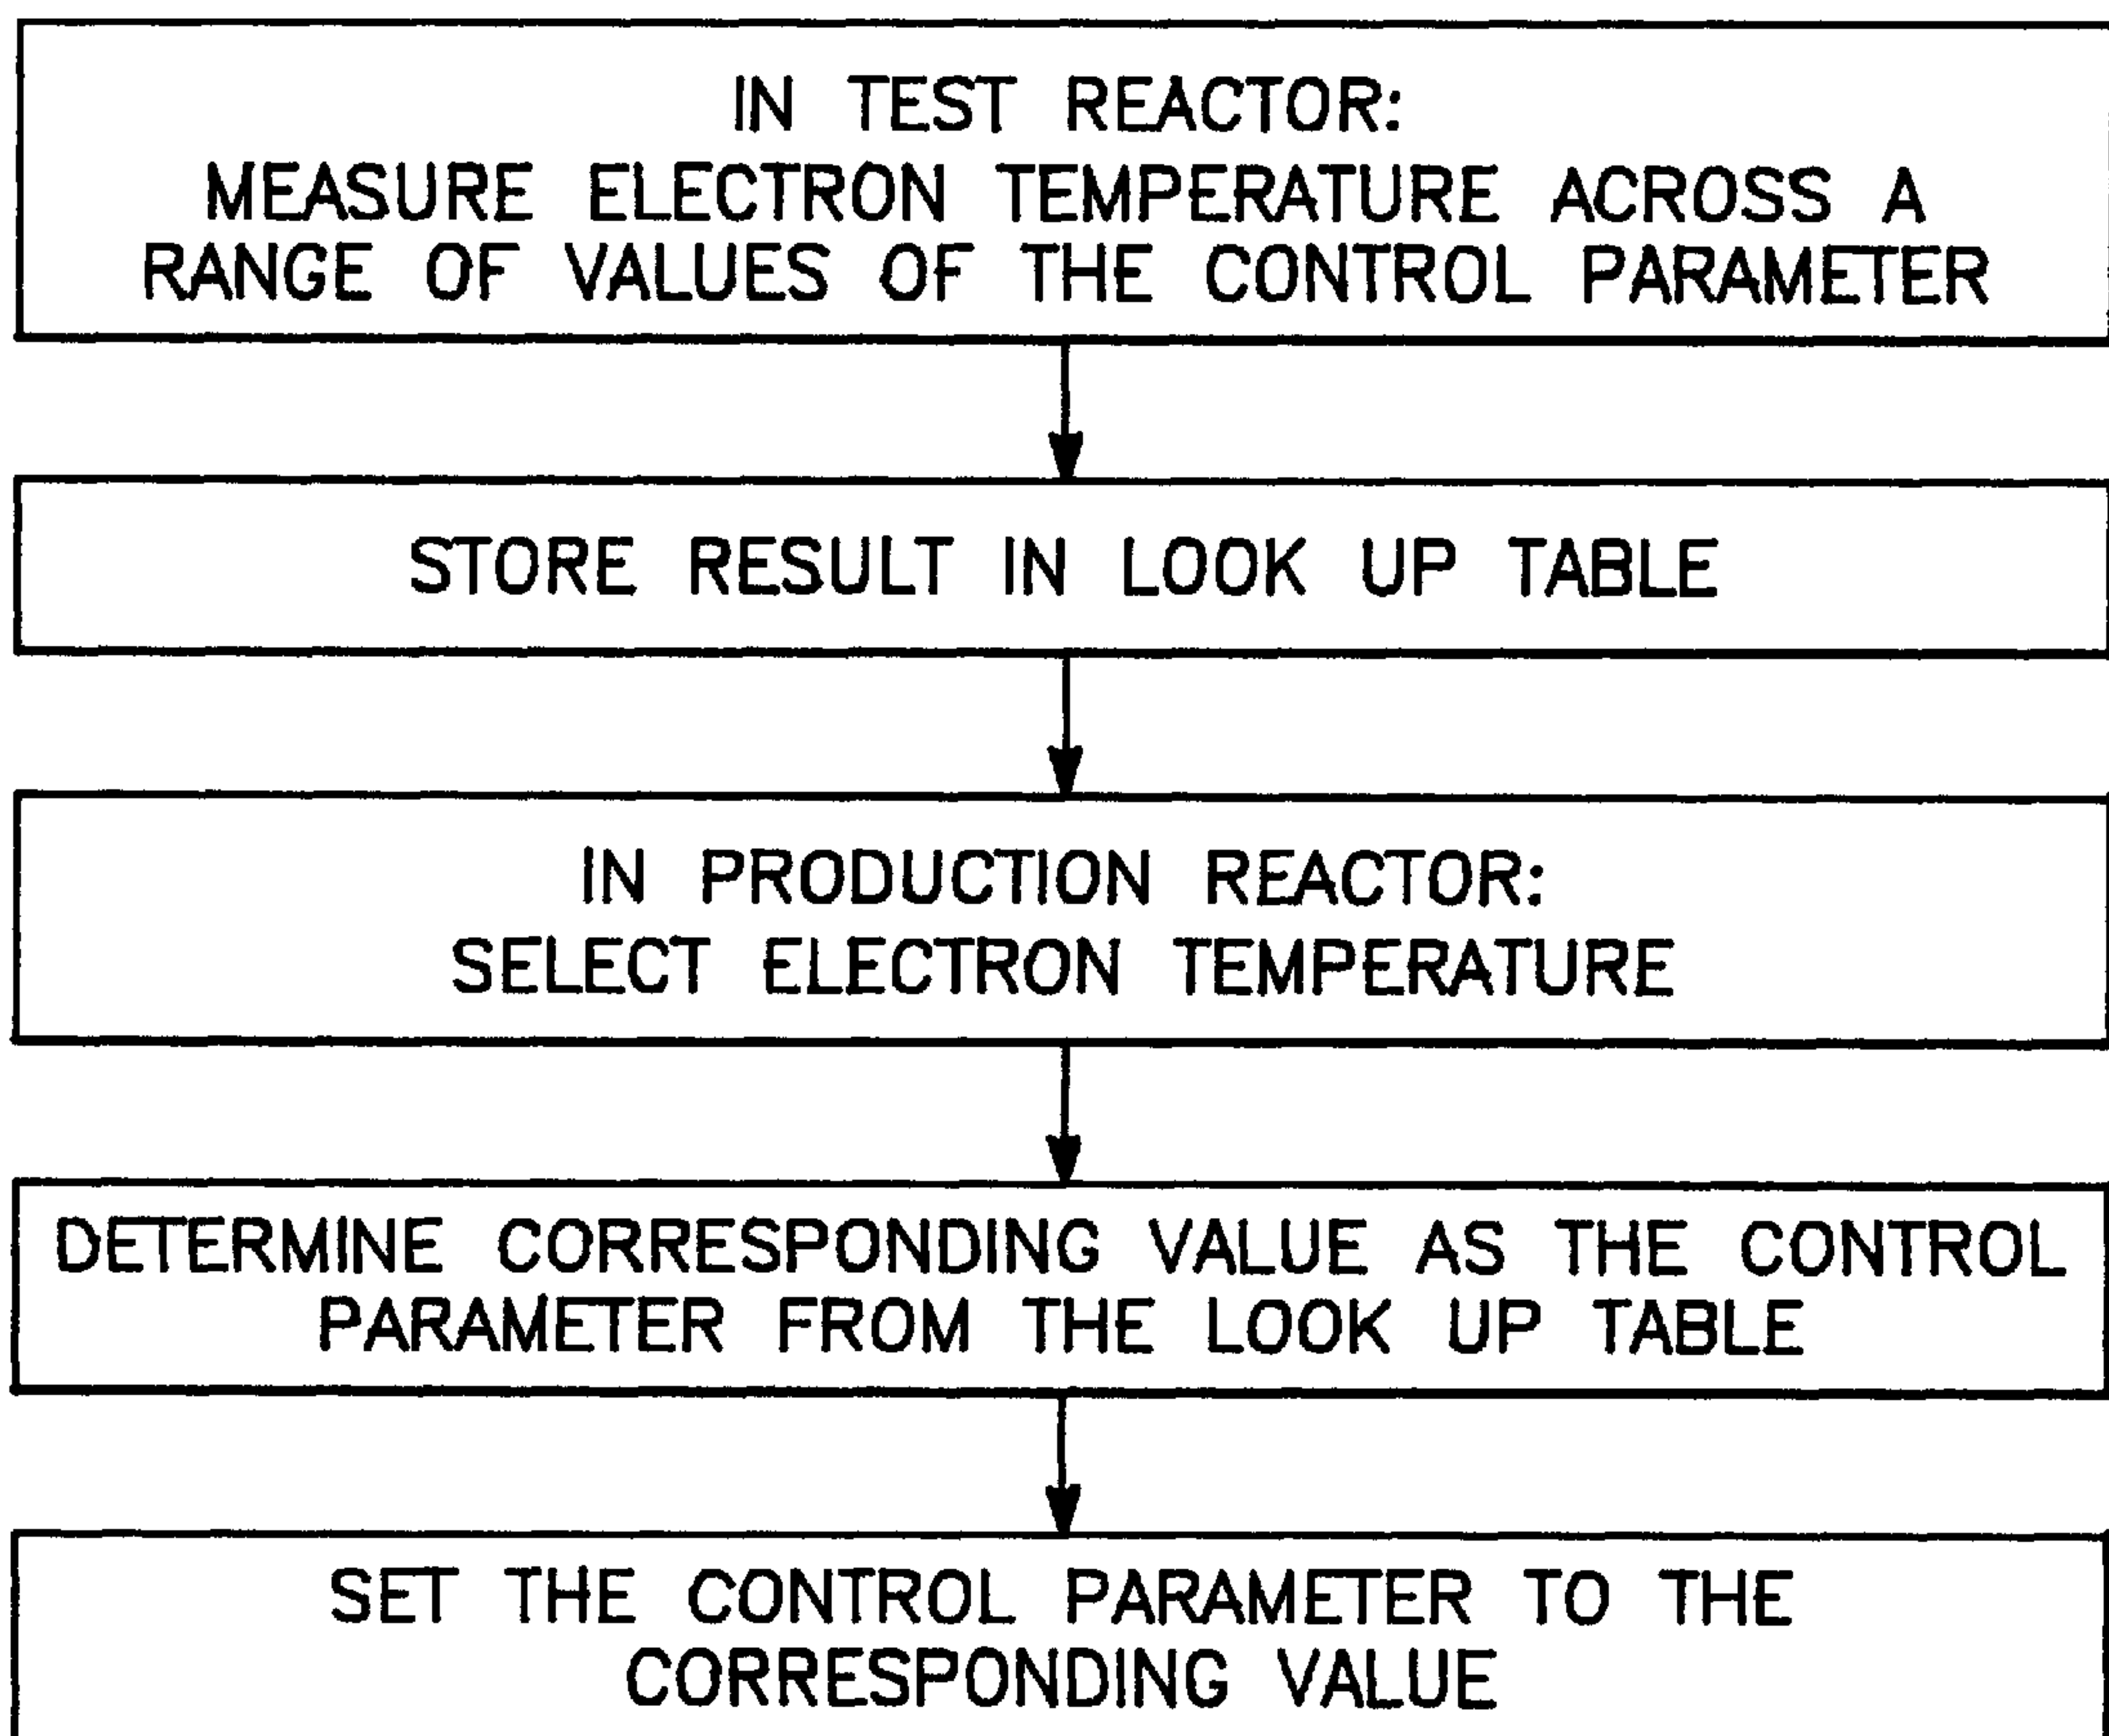 IN TEST REACTOR:
MEASURE ELECTRON TEMPERATURE ACROSS A
RANGE OF VALUES OF THE CONTROL PARAMETER
STORE RESULT IN LOOK UP TABLE
IN PRODUCTION REACTOR:
SELECT ELECTRON TEMPERATURE
DETERMINE CORRESPONDING VALUE AS THE CONTROL
PARAMETER FROM THE LOOK UP TABLE
SET THE CONTROL PARAMETER TO THE
CORRESPONDING VALUE